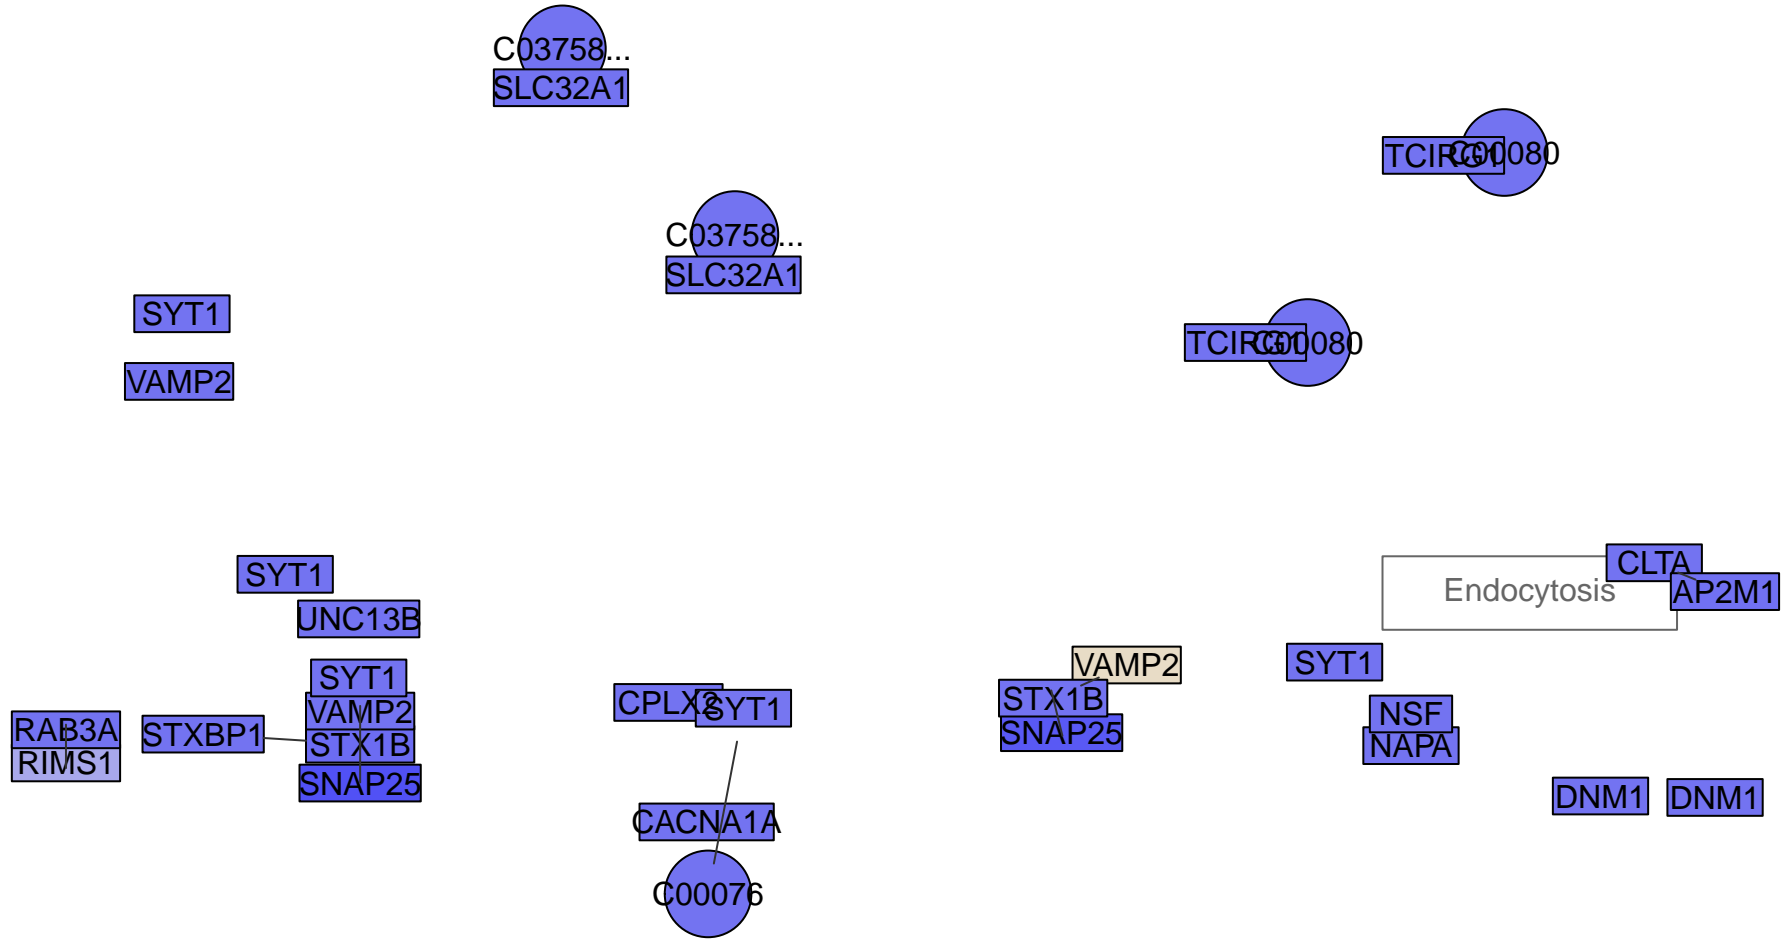 C03758...
SLC32A1
TCIRG1
C00080
C03758...
SLC32A1
SYT1
TCIRG1
C00080
VAMP2
SYT1
CLTA
Endocytosis
AP2M1
UNC13B
SYT1
VAMP2
SYT1
CPLX2
SYT1
STX1B
VAMP2
NSF
RAB3A
STXBP1
STX1B
SNAP25
NAPA
RIMS1
SNAP25
DNM1
DNM1
CACNA1A
C00076